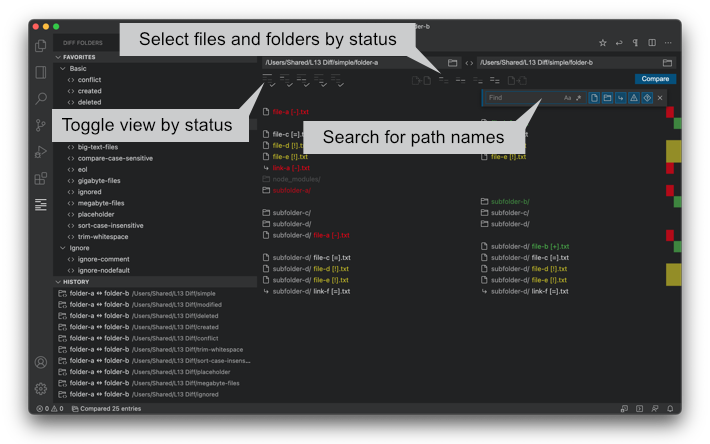 der-b
Select files and folders by status
DIFF FOLDERS
/Users/Shared/L13 Diff/simple/folder-a
/Users/Shared/L13 Diff/simple/folder-b
FAVORITES
Basic
conflict
created
deleted
Compare
Find
Aa
Toggle view by status
Search for path names
file-a [-].txt
file-c [=].txt
file-d [!].txt
file-e [!].txt
file-e [!].txt
link-a [-].txt
node_modules/
subfolder-a/
subfolder-b/
subfolder-c/
subfolder-c/
subfolder-d/
subfolder-d/
subfolder-d/ file-a [-].txt
subfolder-d/ file-b [+].txt
subfolder-d/ file-c [=].txt
subfolder-d/ file-c [=].txt
subfolder-d/ file-d [!].txt
subfolder-d/ file-d [!].txt
subfolder-d/ file-e [!].txt
subfolder-d/ file-e [!].txt
subfolder-d/ link-f [=].txt
subfolder-d/ link-f [=].txt
big-text-files
compare-case-sensitive
eol
gigabyte-files
ignored
megabyte-files
placeholder
sort-case-insensitive
trim-whitespace
Ignore
ignore-comment
ignore-nodefault
HISTORY
folder-a ↔ folder-b /Users/Shared/L13 Diff/simple
folder-a ↔ folder-b /Users/Shared/L13 Diff/modified
folder-a ↔ folder-b /Users/Shared/L13 Diff/deleted
folder-a ↔ folder-b /Users/Shared/L13 Diff/created
folder-a ↔ folder-b /Users/Shared/L13 Diff/conflict
folder-a ↔ folder-b /Users/Shared/L13 Diff/trim-whitespace
folder-a ↔ folder-b /Users/Shared/L13 Diff/sort-case-insens...
folder-a ↔ folder-b /Users/Shared/L13 Diff/placeholder
folder-a ↔ folder-b /Users/Shared/L13 Diff/megabyte-files
folder-a ↔ folder-b /Users/Shared/L13 Diff/ignored
0 0 Compared 25 entries